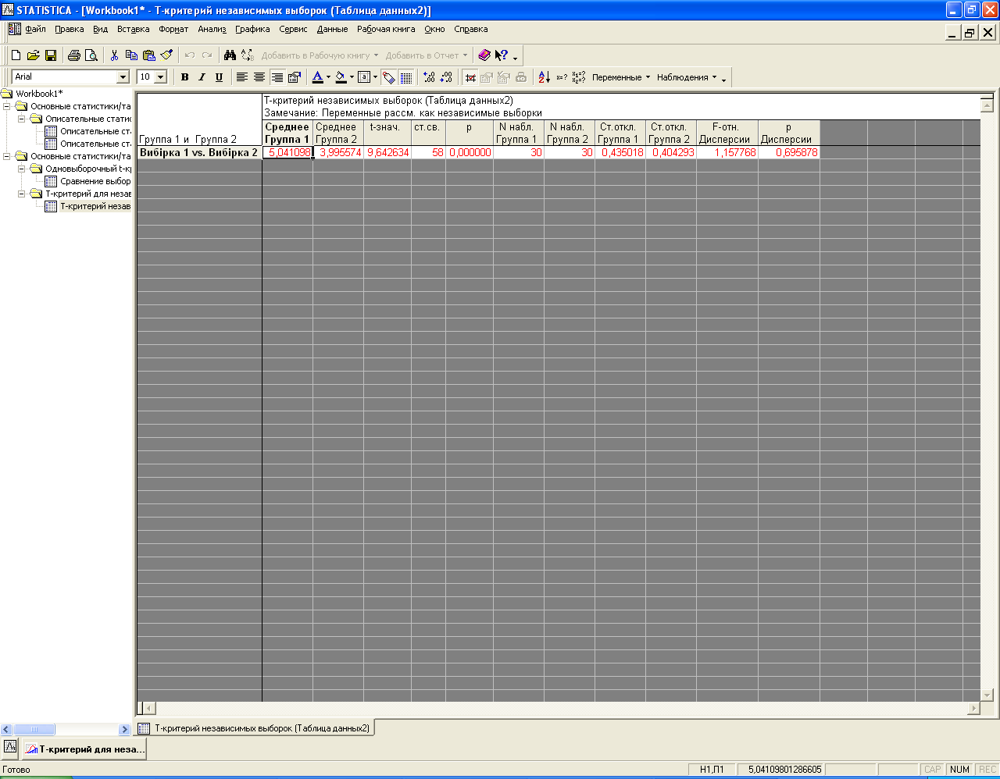 STATISTICA - [Workbook1* - Т-критерий независимых выборок (Таблица данных2)]
Файл Правка Вид Вставка Формат Анализ Графика Сервис Данные Рабочая книга Окно Справка
Добавить в Рабочую книгу Добавить в Отчет
Arial 10 B I U Переменные Наблюдения
Workbook1*
Основные статистики/та
Описательные статис
Описательные ст
Описательные ст
Основные статистики/та
Одновыборочный t-к
Сравнение выбор
Т-критерий для незав
Т-критерий незав
Т-критерий независимых выборок (Таблица данных2)
Замечание: Переменные рассм. как независимые выборки
Среднее Среднее t-знач. ст.св. p N набл. N набл. Ст.откл. Ст.откл. F-отн. p
Группа 1 и Группа 2 Группа 1 Группа 2 Группа 1 Группа 2 Группа 1 Группа 2 Дисперсии Дисперсии
Вибірка 1 vs. Вибірка 2 5,041098 3,995574 9,642634 58 0,000000 30 30 0,435018 0,404293 1,157768 0,695878
Т-критерий независимых выборок (Таблица данных2)
Т-критерий для неза...
Готово Н1,П1 5,04109801286605 CAP NUM REC